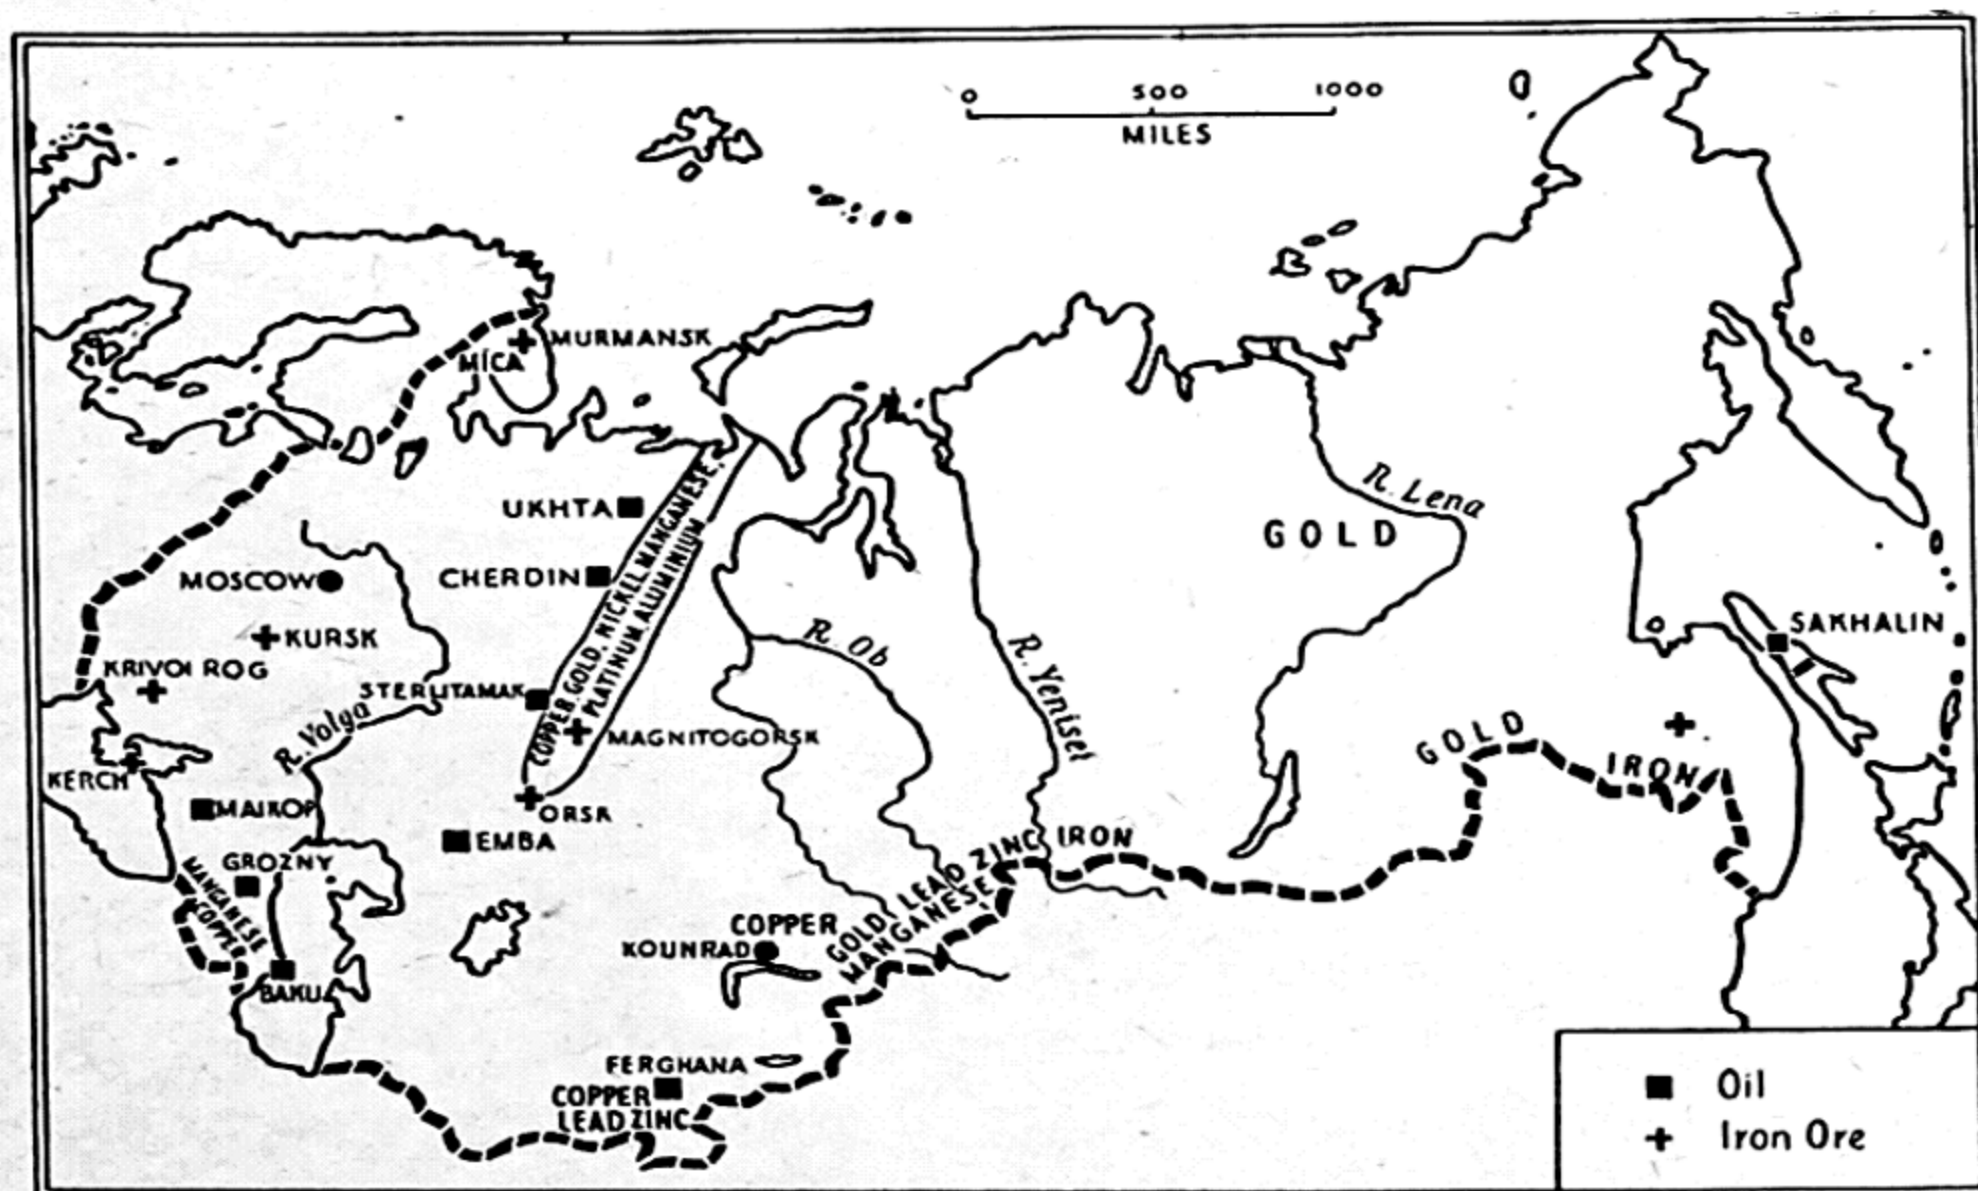 0 500 1000
MILES
MURMANSK
MICA
UKHTA
R. Lena
GOLD
MOSCOW
CHERDIN
COPPER, GOLD, NICKEL, MANGANESE,
PLATINUM, ALUMINIUM
KURSK
R. Ob
R. Yenisei
SAKHALIN
KRIVOI ROG
STERLITAMAK
R. Volga
MAGNITOGORSK
GOLD
IRON
KERCH
MAIKOP
ORSK
EMBA
GROZNY
MANGANESE
COPPER
IRON
GOLD LEAD ZINC
MANGANESE
COPPER
KOUNRAD
BAKU
FERGHANA
COPPER
LEAD ZINC
Oil
Iron Ore